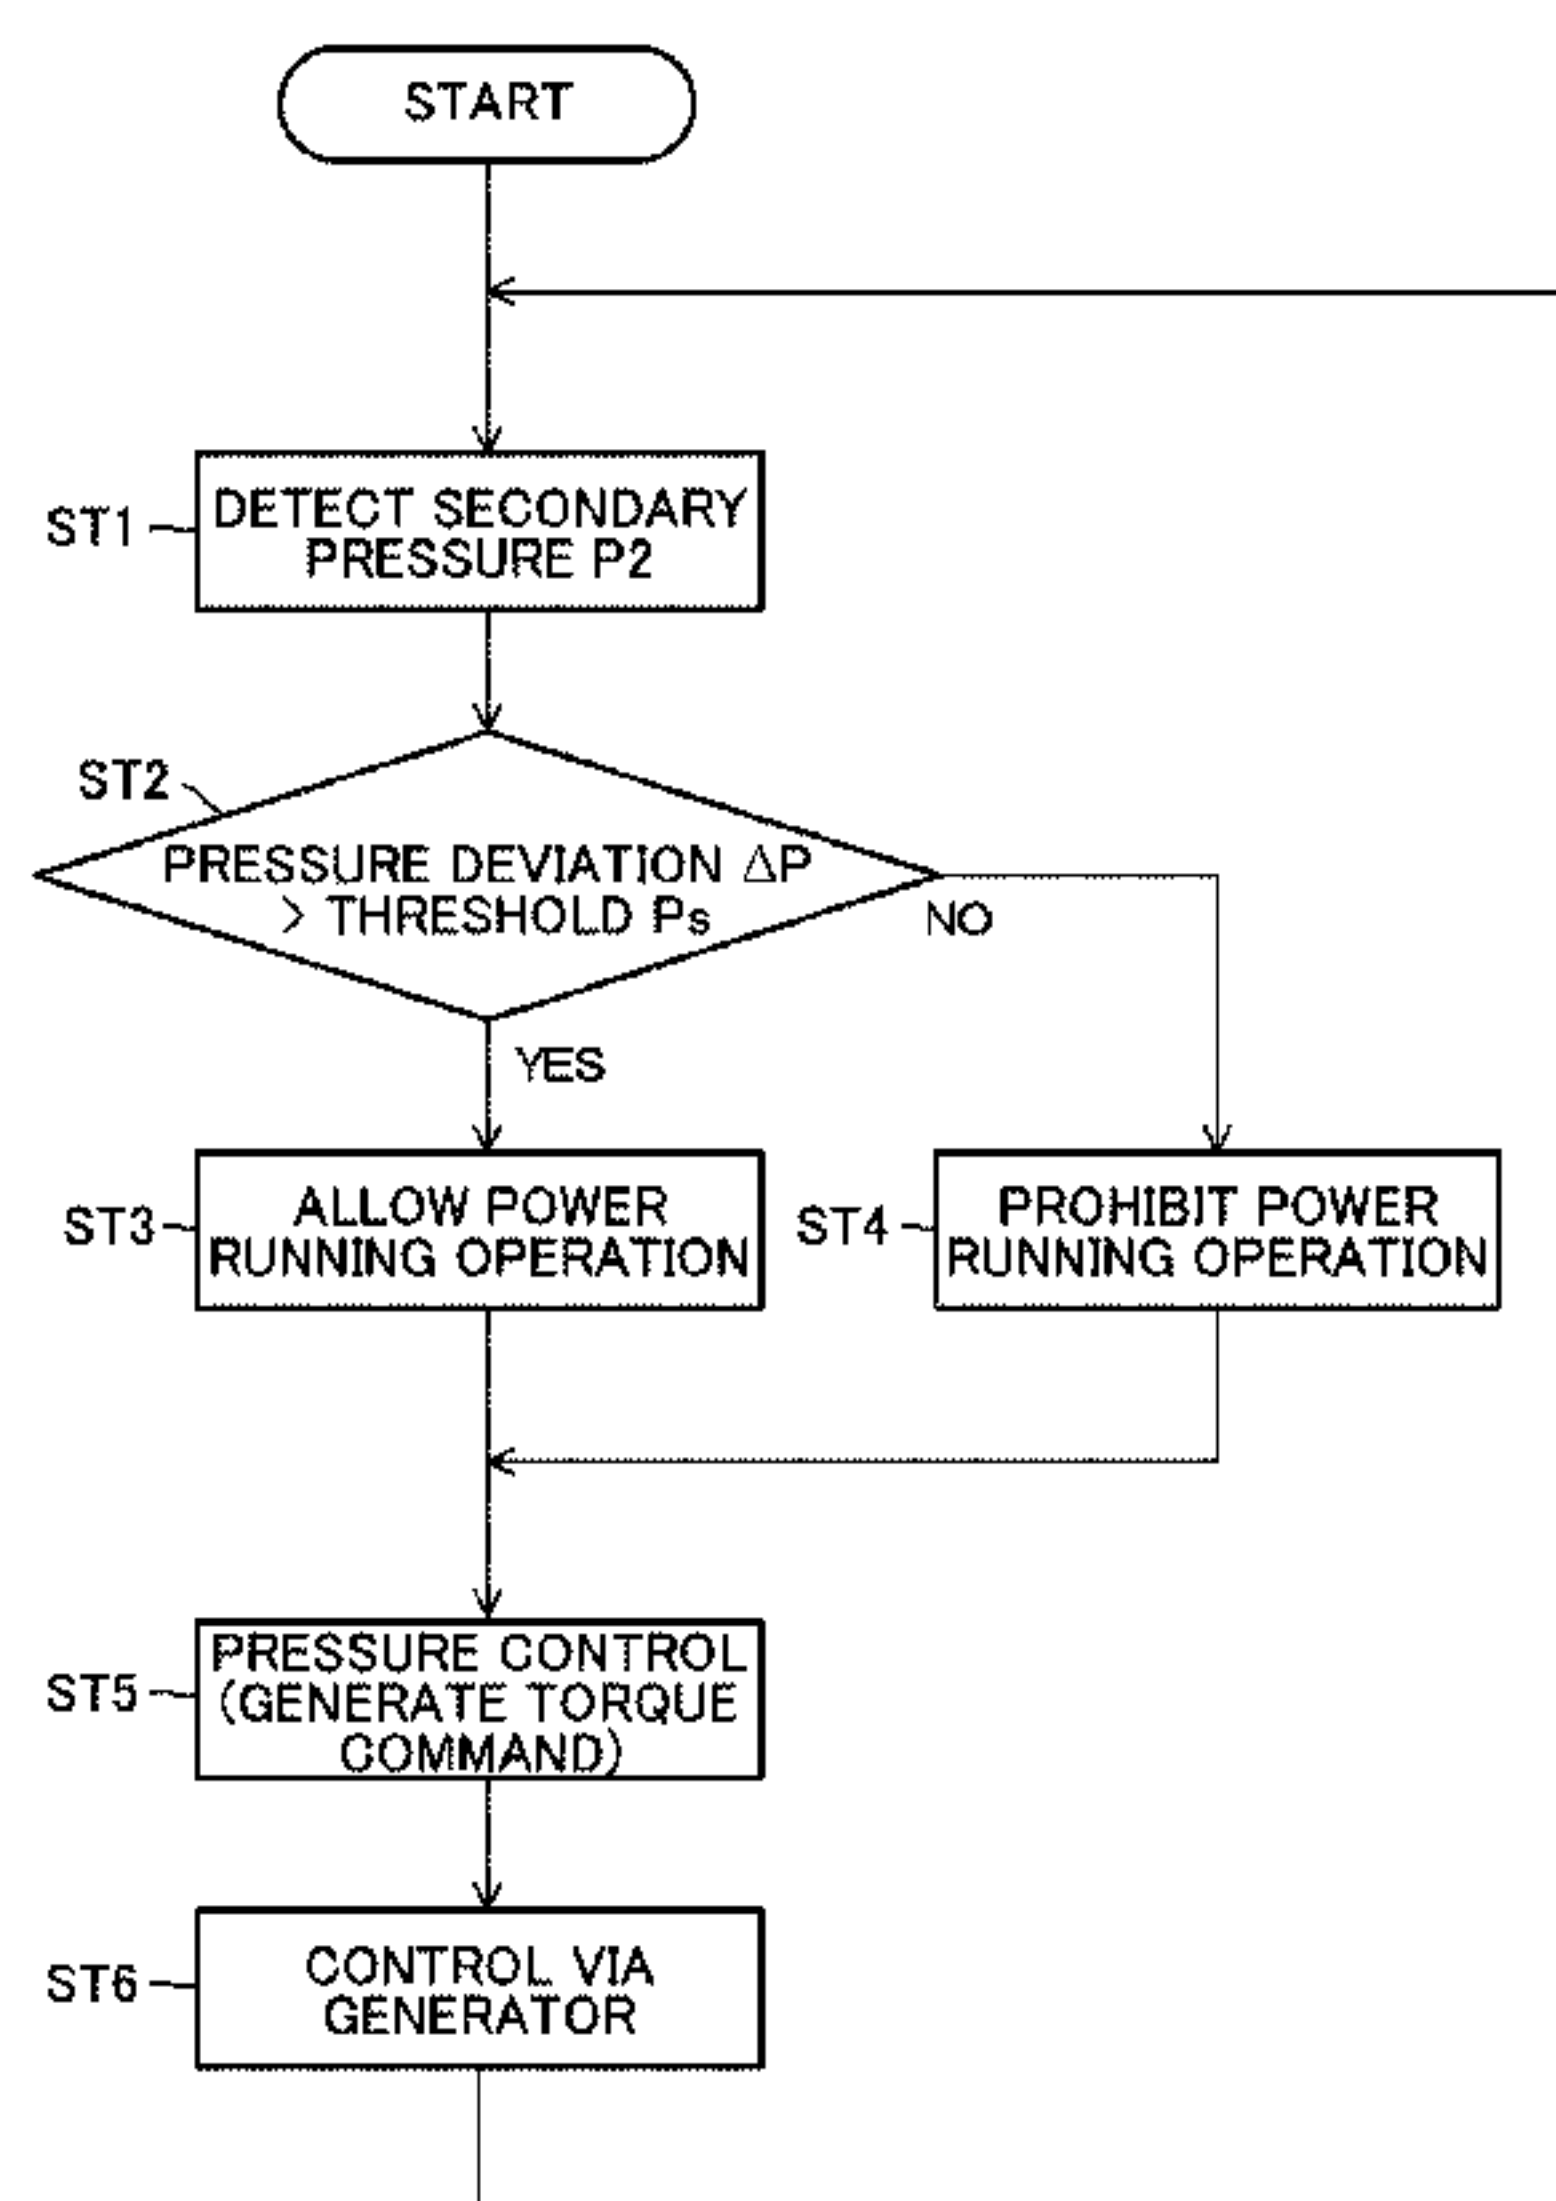 START
ST1
DETECT SECONDARY
PRESSURE P2
ST2
PRESSURE DEVIATION ΔP
> THRESHOLD Ps
NO
YES
ST3
ALLOW POWER
RUNNING OPERATION
ST4
PROHIBIT POWER
RUNNING OPERATION
ST5
PRESSURE CONTROL
(GENERATE TORQUE
COMMAND)
ST6
CONTROL VIA
GENERATOR